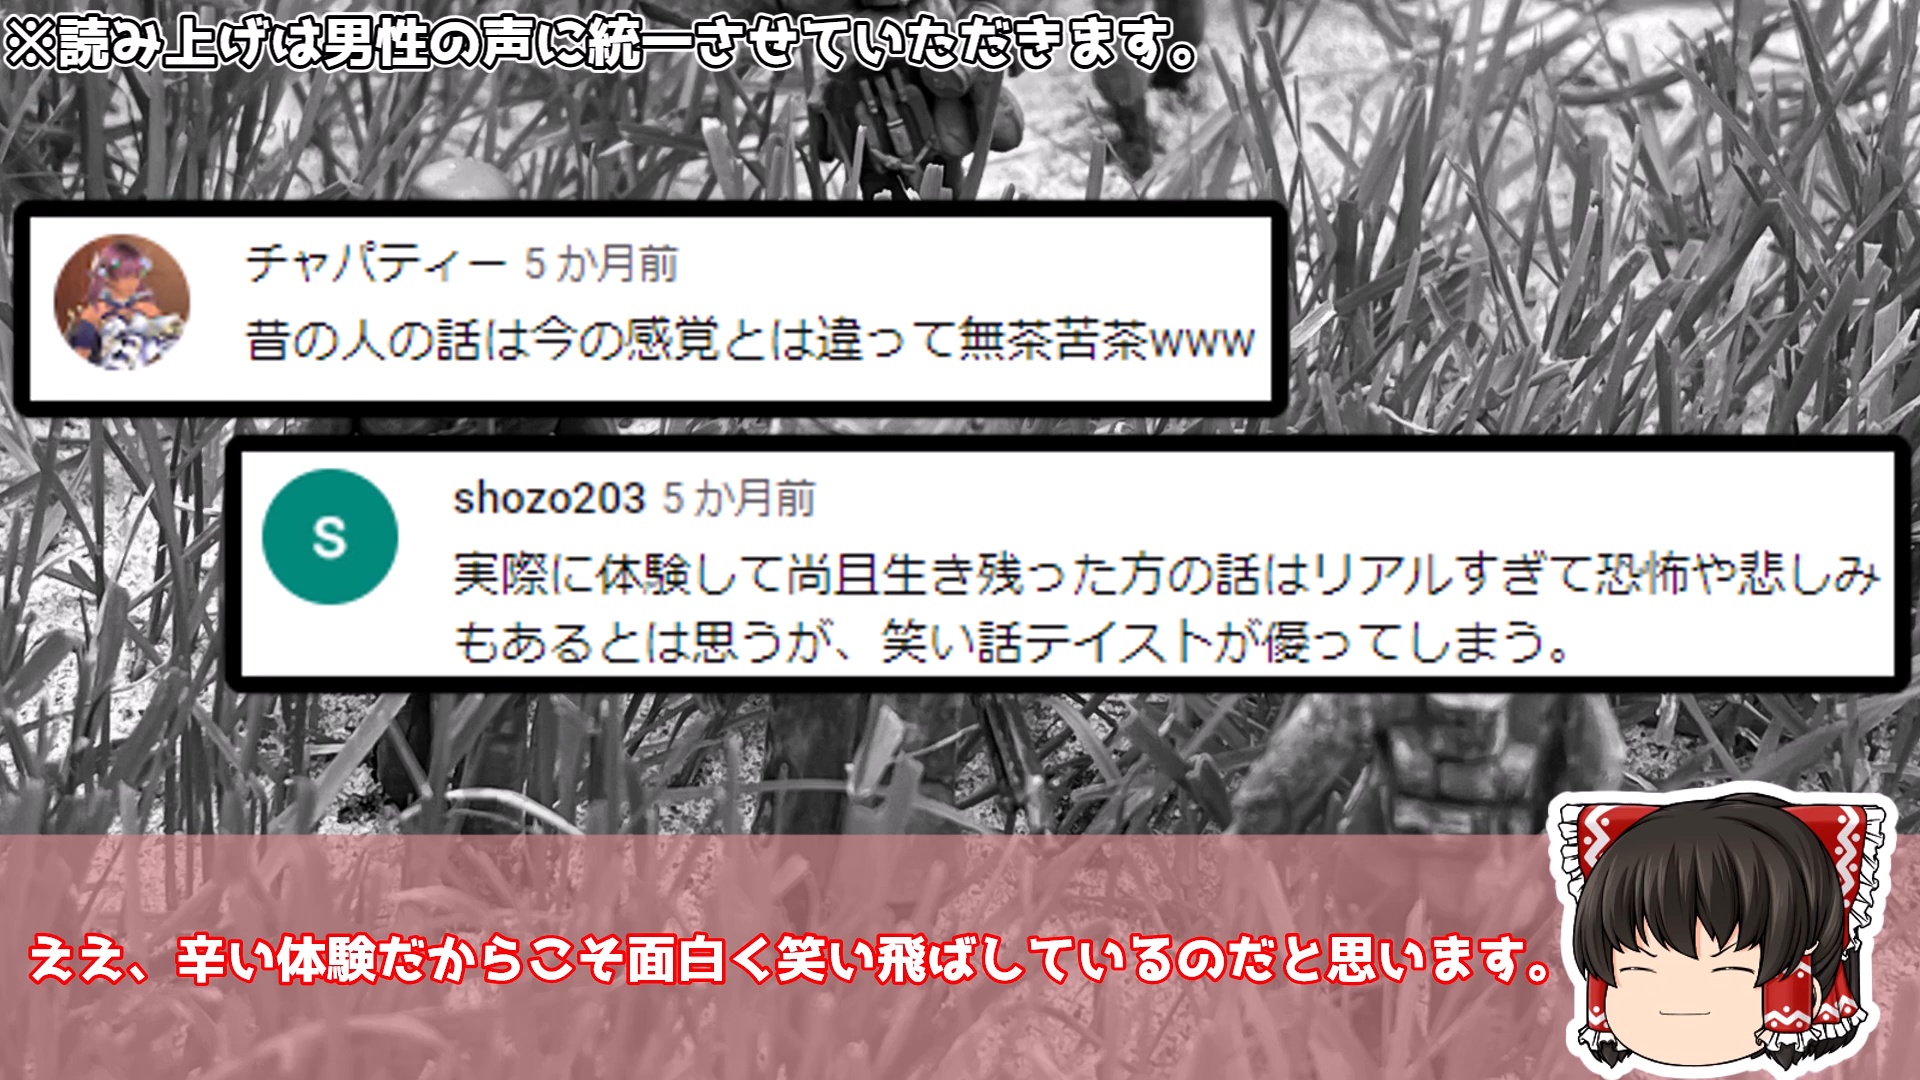 ※読み上げは男性の声に統一させていただきます。
チャパティー 5 か月前
昔の人の話は今の感覚とは違って無茶苦茶www
S
shozo203 5 か月前
実際に体験して尚且生き残った方の話はリアルすぎて恐怖や悲しみ
もあるとは思うが、笑い話テイストが優ってしまう。
ええ、辛い体験だからこそ面白く笑い飛ばしているのだと思います。